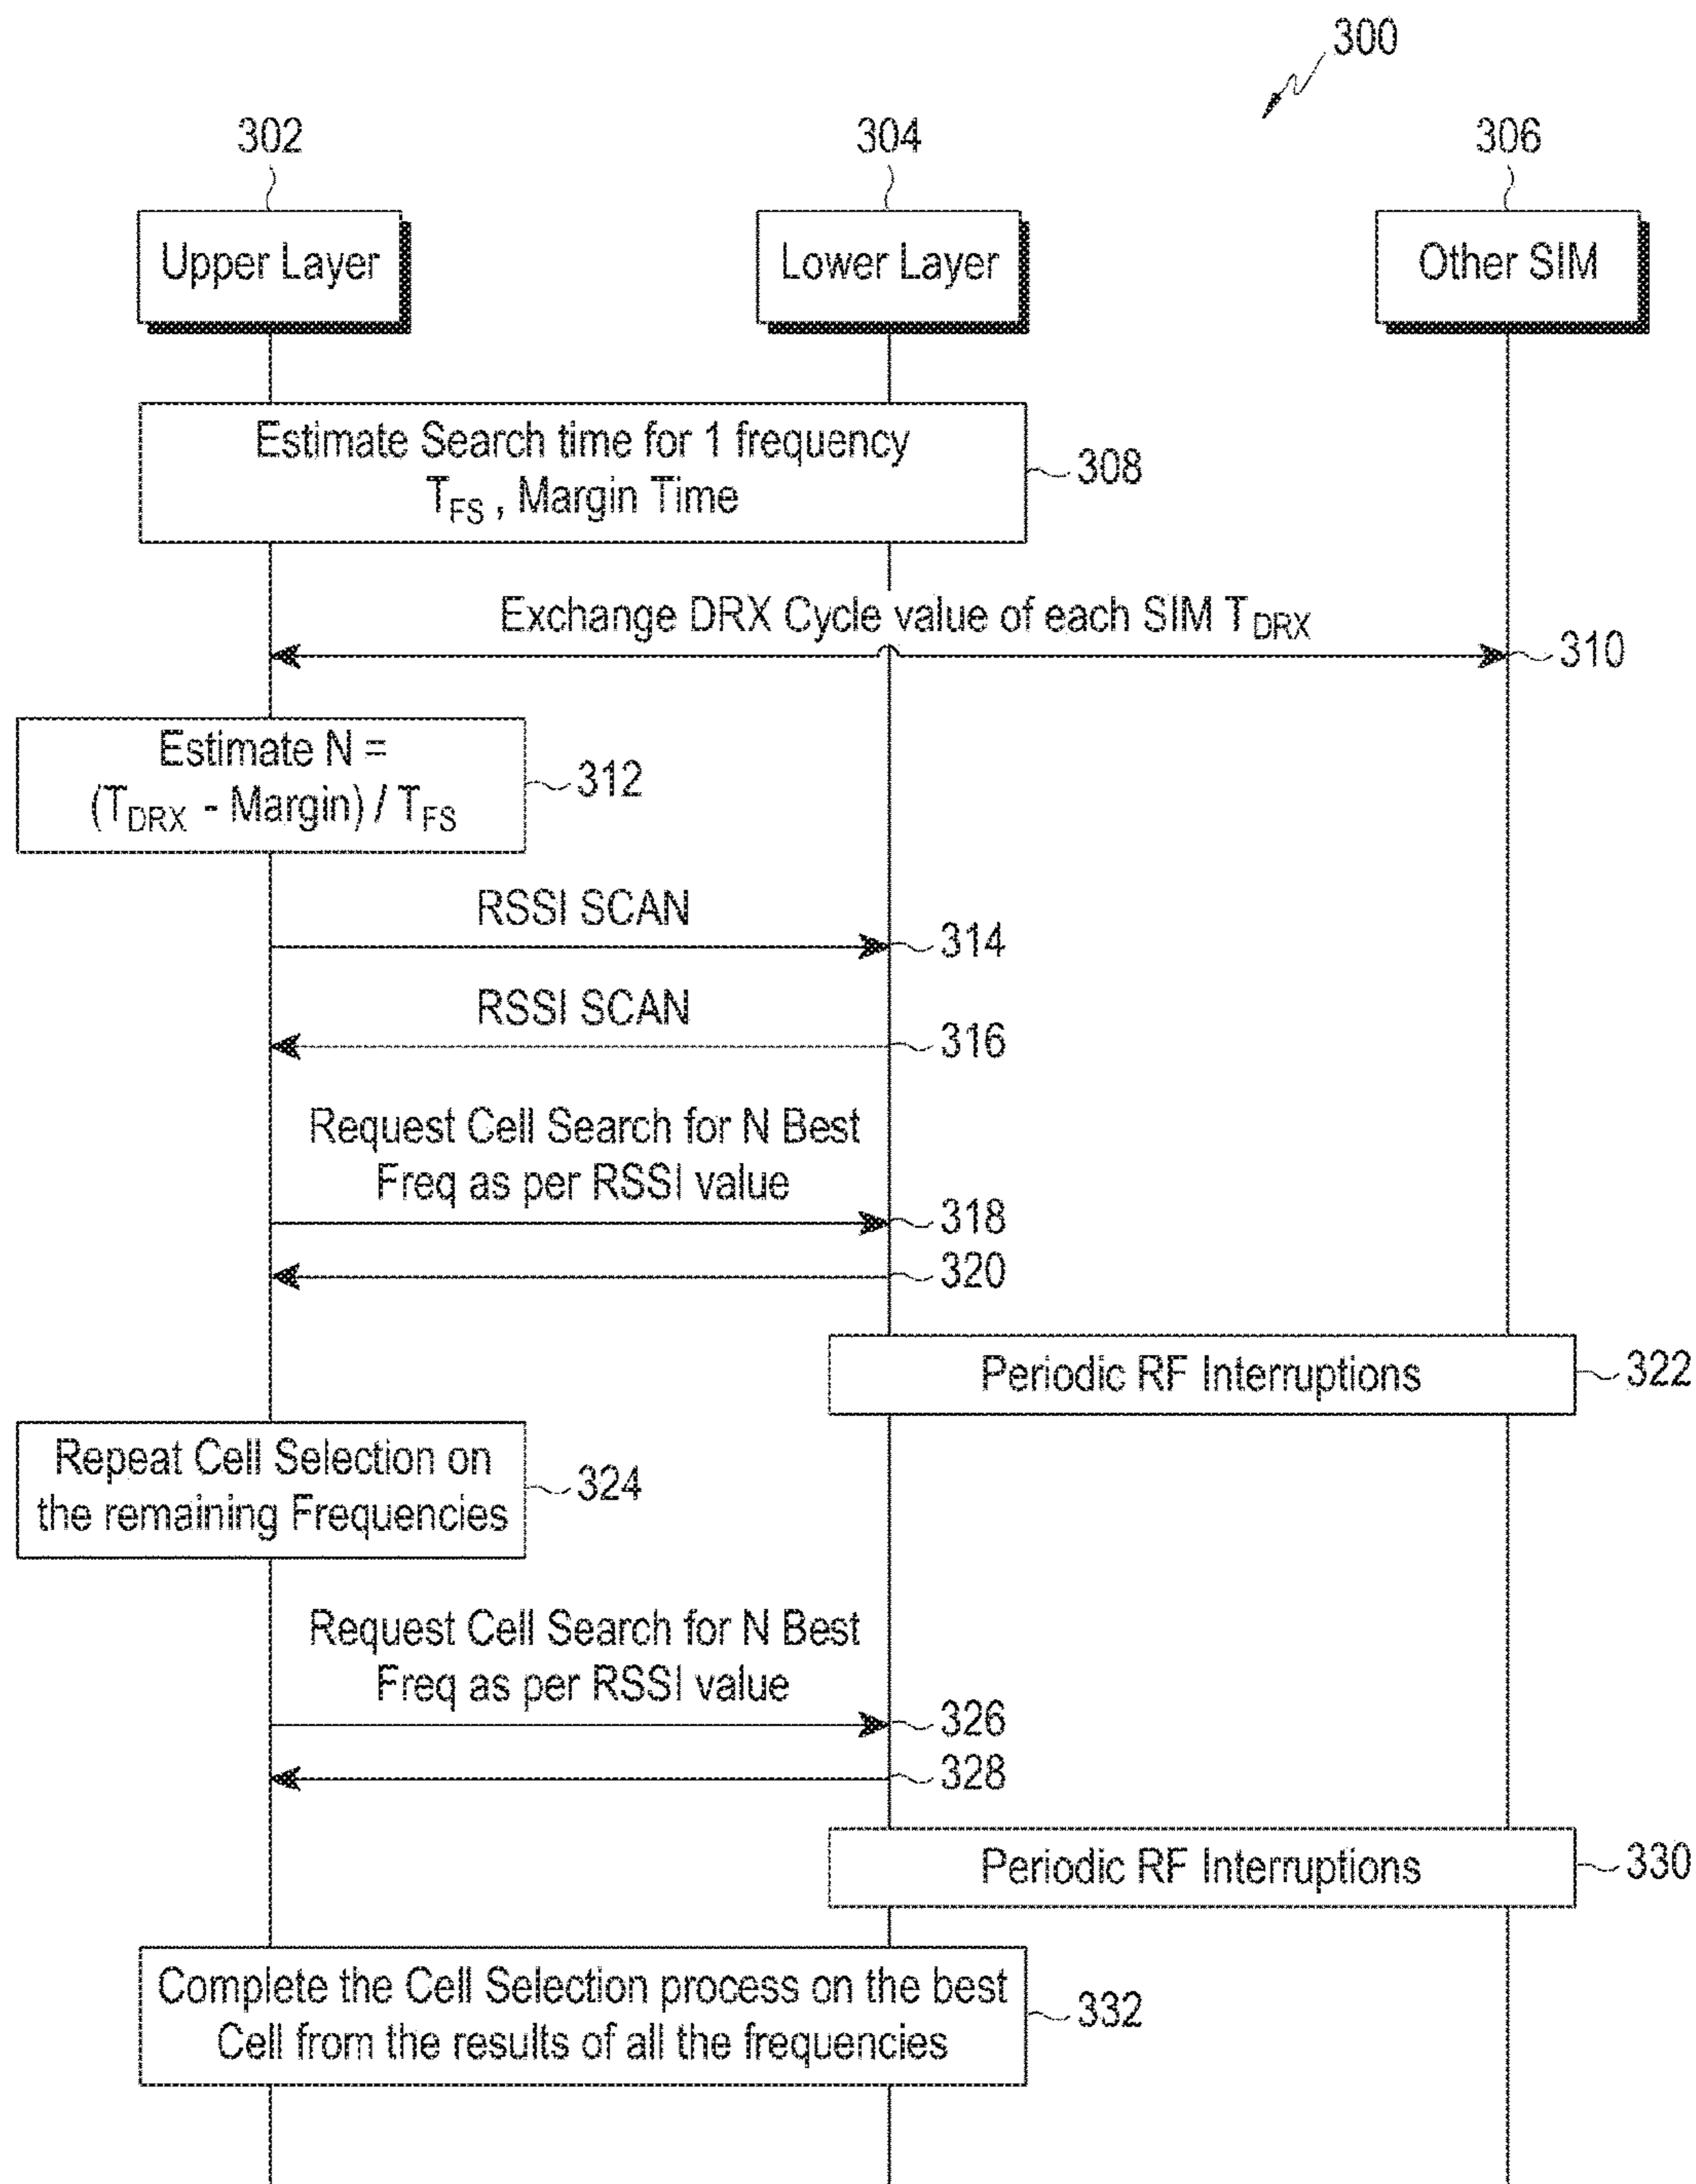 300
302
304
306
Upper Layer
Lower Layer
Other SIM
Estimate Search time for 1 frequency
T_FS , Margin Time
308
Exchange DRX Cycle value of each SIM T_DRX
310
Estimate N =
(T_DRX - Margin) / T_FS
312
RSSI SCAN
314
RSSI SCAN
316
Request Cell Search for N Best
Freq as per RSSI value
318
320
Periodic RF Interruptions
322
Repeat Cell Selection on
the remaining Frequencies
324
Request Cell Search for N Best
Freq as per RSSI value
326
328
Periodic RF Interruptions
330
Complete the Cell Selection process on the best
Cell from the results of all the frequencies
332